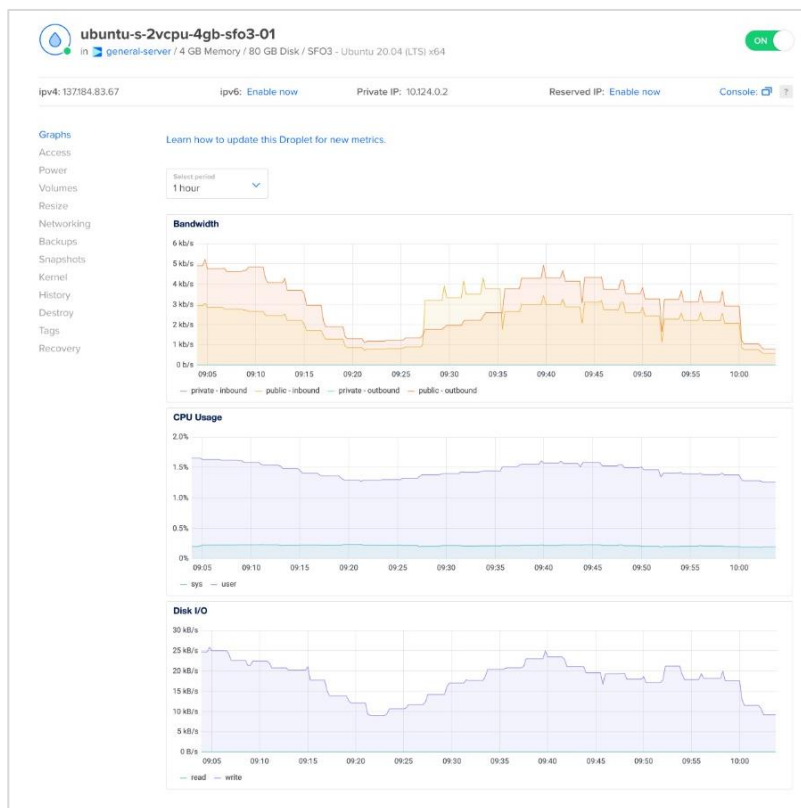 ubuntu-s-2vcpu-4gb-sfo3-01
in general-server / 4 GB Memory / 80 GB Disk / SFO3 - Ubuntu 20.04 (LTS) x64
ON
ipv4: 137.184.83.67 ipv6: Enable now Private IP: 10.124.0.2 Reserved IP: Enable now Console: ?
Graphs
Access
Power
Volumes
Resize
Networking
Backups
Snapshots
Kernel
History
Destroy
Tags
Recovery
Learn how to update this Droplet for new metrics.
Select period
1 hour
Bandwidth
6 kb/s
5 kb/s
4 kb/s
3 kb/s
2 kb/s
1 kb/s
0 b/s
09:05 09:10 09:15 09:20 09:25 09:30 09:35 09:40 09:45 09:50 09:55 10:00
private - inbound public - inbound private - outbound public - outbound
CPU Usage
2.0%
1.5%
1.0%
0.5%
0%
09:05 09:10 09:15 09:20 09:25 09:30 09:35 09:40 09:45 09:50 09:55 10:00
sys user
Disk I/O
30 kB/s
25 kB/s
20 kB/s
15 kB/s
10 kB/s
5 kB/s
0 B/s
09:05 09:10 09:15 09:20 09:25 09:30 09:35 09:40 09:45 09:50 09:55 10:00
read write